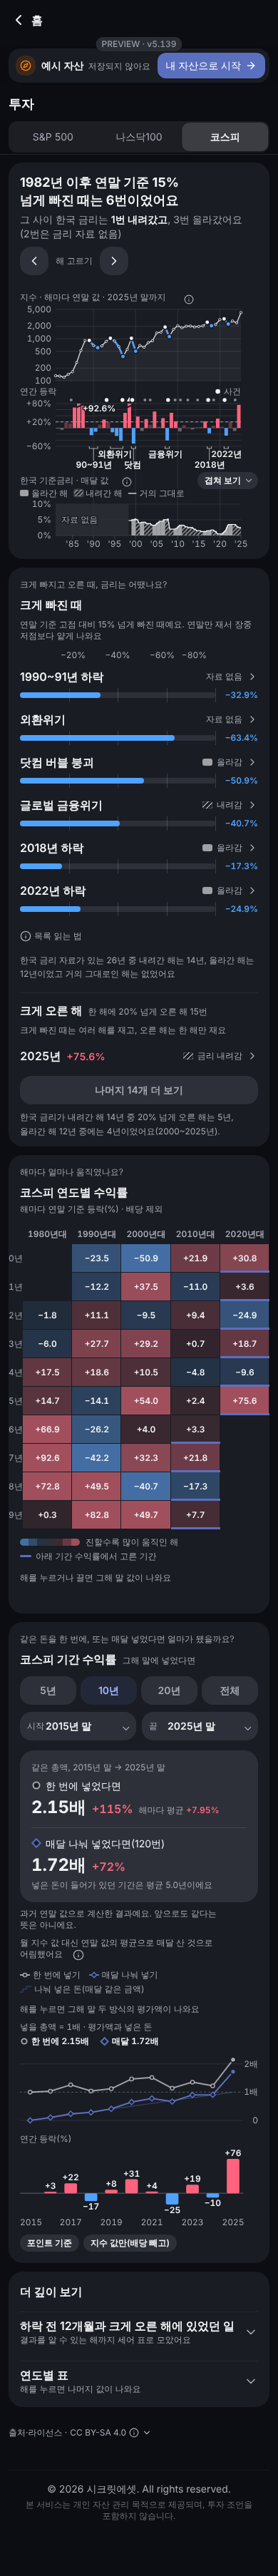 홈
PREVIEW · v5.139
예시 자산 저장되지 않아요
내 자산으로 시작
투자
S&P 500
나스닥100
코스피
1982년 이후 연말 기준 15%
넘게 빠진 때는 6번이었어요
그 사이 한국 금리는 1번 내려갔고, 3번 올라갔어요
(2번은 금리 자료 없음)
해 고르기
지수 · 해마다 연말 값 · 2025년 말까지
5,000
2,000
1,000
500
200
100
연간 등락
사건
+80%
+92.6%
+20%
−60%
외환위기
금융위기
2022년
90~91년
닷컴
2018년
한국 기준금리 · 매달 값
겹쳐 보기
올라간 해
내려간 해
거의 그대로
10%
자료 없음
5%
0%
'85 '90 '95 '00 '05 '10 '15 '20 '25
크게 빠지고 오른 때, 금리는 어땠나요?
크게 빠진 때
연말 기준 고점 대비 15% 넘게 빠진 때예요. 연말만 재서 장중
저점보다 얕게 나와요
−20% −40% −60% −80%
1990~91년 하락
자료 없음
−32.9%
외환위기
자료 없음
−63.4%
닷컴 버블 붕괴
올라감
−50.9%
글로벌 금융위기
내려감
−40.7%
2018년 하락
올라감
−17.3%
2022년 하락
올라감
−24.9%
목록 읽는 법
한국 금리 자료가 있는 26년 중 내려간 해는 14년, 올라간 해는
12년이었고 거의 그대로인 해는 없었어요
크게 오른 해 한 해에 20% 넘게 오른 해 15번
크게 빠진 때는 여러 해를 재고, 오른 해는 한 해만 재요
2025년 +75.6%
금리 내려감
나머지 14개 더 보기
한국 금리가 내려간 해 14년 중 20% 넘게 오른 해는 5년,
올라간 해 12년 중에는 4년이었어요(2000~2025년).
해마다 얼마나 움직였나요?
코스피 연도별 수익률
해마다 연말 기준 등락(%) · 배당 제외
1980년대 1990년대 2000년대 2010년대 2020년대
0년 −23.5 −50.9 +21.9 +30.8
1년 −12.2 +37.5 −11.0 +3.6
2년 −1.8 +11.1 −9.5 +9.4 −24.9
3년 −6.0 +27.7 +29.2 +0.7 +18.7
4년 +17.5 +18.6 +10.5 −4.8 −9.6
5년 +14.7 −14.1 +54.0 +2.4 +75.6
6년 +66.9 −26.2 +4.0 +3.3
7년 +92.6 −42.2 +32.3 +21.8
8년 +72.8 +49.5 −40.7 −17.3
9년 +0.3 +82.8 +49.7 +7.7
진할수록 많이 움직인 해
아래 기간 수익률에서 고른 기간
해를 누르거나 끌면 그해 말 값이 나와요
같은 돈을 한 번에, 또는 매달 넣었다면 얼마가 됐을까요?
코스피 기간 수익률 그해 말에 넣었다면
5년
10년
20년
전체
시작 2015년 말
끝 2025년 말
같은 총액, 2015년 말 → 2025년 말
한 번에 넣었다면
2.15배 +115% 해마다 평균 +7.95%
매달 나눠 넣었다면(120번)
1.72배 +72%
넣은 돈이 들어가 있던 기간은 평균 5.0년이에요
과거 연말 값으로 계산한 결과예요. 앞으로도 같다는
뜻은 아니에요.
월 지수 값 대신 연말 값의 평균으로 매달 산 것으로
어림했어요
한 번에 넣기
매달 나눠 넣기
나눠 넣은 돈(매달 같은 금액)
해를 누르면 그해 말 두 방식의 평가액이 나와요
넣을 총액 = 1배 · 평가액과 넣은 돈
한 번에 2.15배
매달 1.72배
2배
1배
0
연간 등락(%)
+3 +22 −17 +8 +31 +4 −25 +19 −10 +76
2015 2017 2019 2021 2023 2025
포인트 기준
지수 값만(배당 빼고)
더 깊이 보기
하락 전 12개월과 크게 오른 해에 있었던 일
결과를 알 수 있는 해까지 세어 표로 모았어요
연도별 표
해를 누르면 나머지 값이 나와요
출처·라이선스 · CC BY-SA 4.0
© 2026 시크릿에셋. All rights reserved.
본 서비스는 개인 자산 관리 목적으로 제공되며, 투자 조언을
포함하지 않습니다.